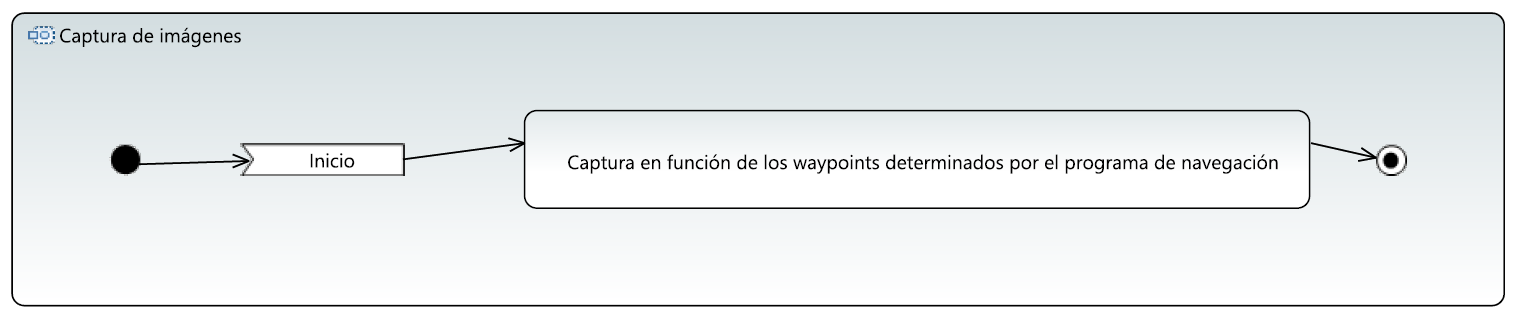 Captura de imágenes
Inicio
Captura en función de los waypoints determinados por el programa de navegación